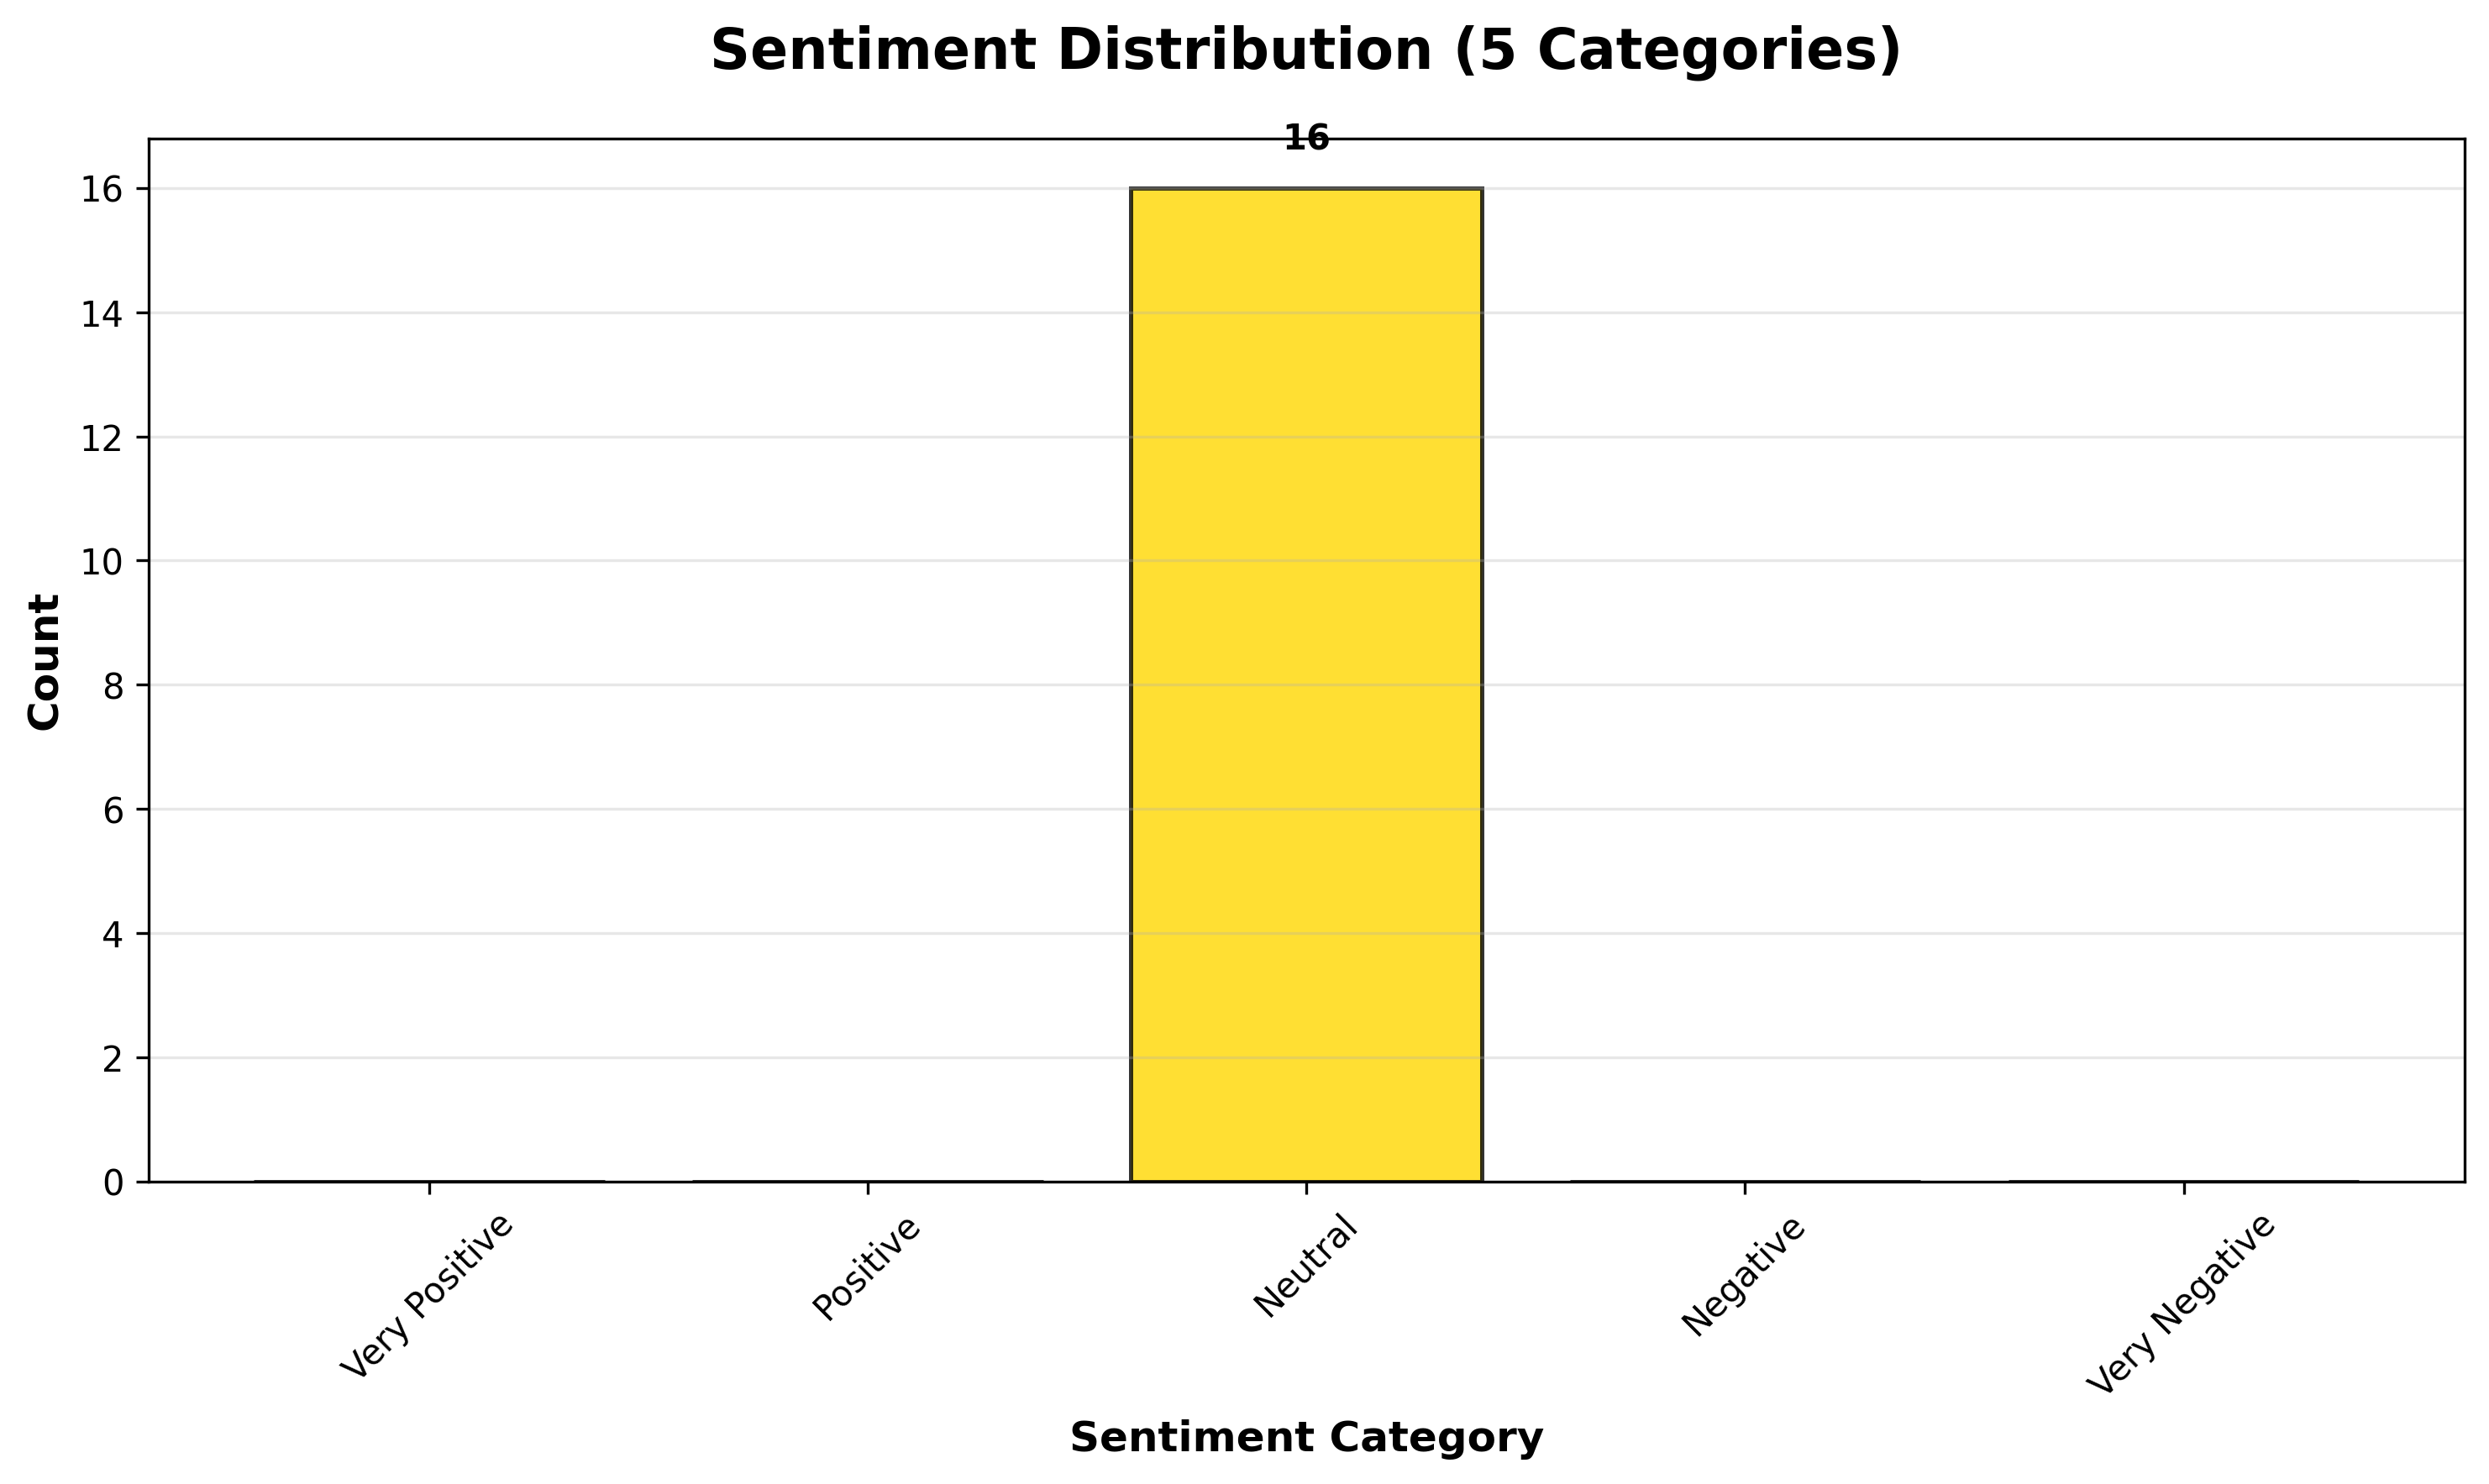 Sentiment Distribution (5 Categories)
16
16
14
12
10
8
6
4
2
0
Count
Very Positive
Positive
Neutral
Negative
Very Negative
Sentiment Category